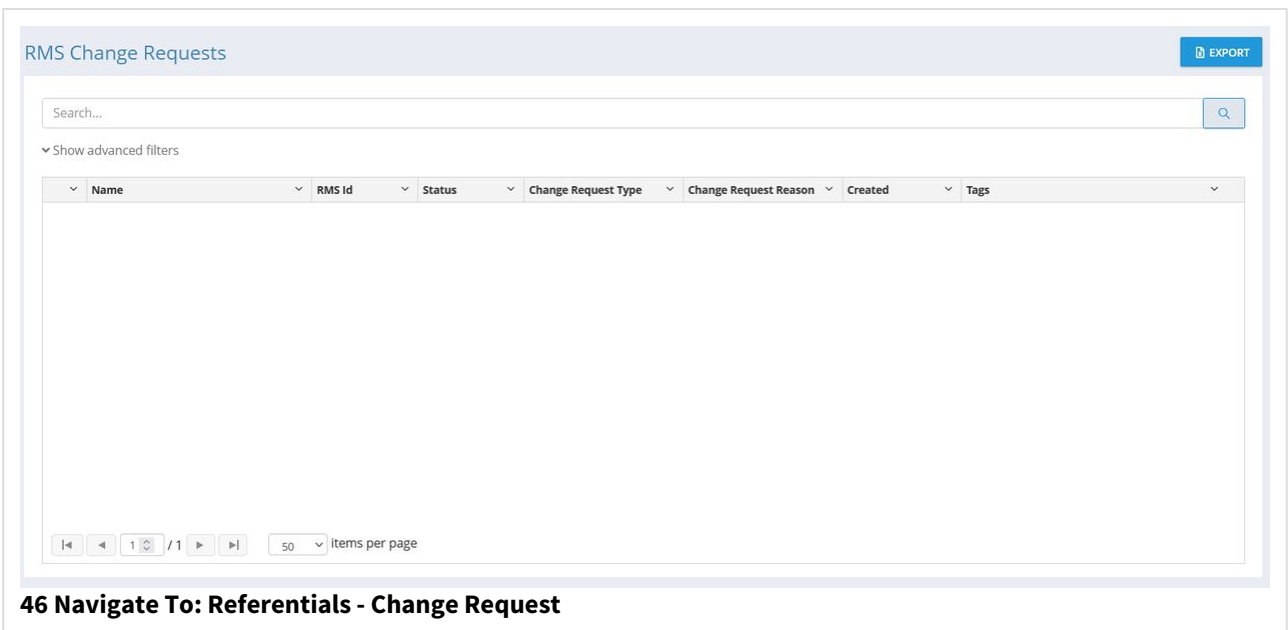 RMS Change Requests
EXPORT
Search...
Show advanced filters
Name RMS Id Status Change Request Type Change Request Reason Created Tags
1 / 1 50 items per page
46 Navigate To: Referentials - Change Request